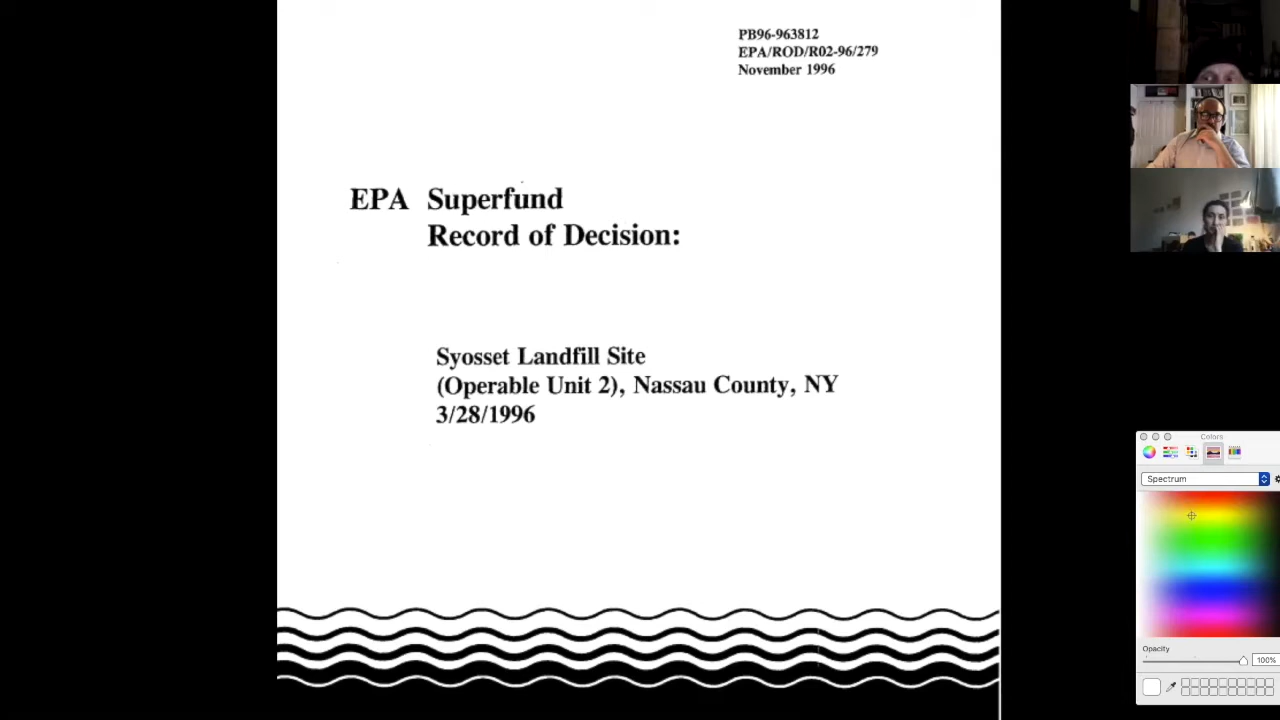 PB96-963812
EPA/ROD/R02-96/279
November 1996
EPA Superfund
Record of Decision:
Syosset Landfill Site
(Operable Unit 2), Nassau County, NY
3/28/1996
Colors
Spectrum
Opacity
100%